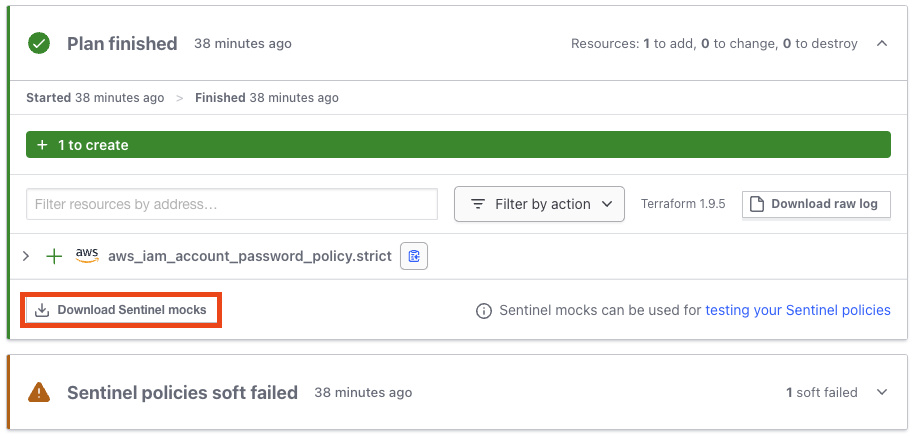 Plan finished 38 minutes ago Resources: 1 to add, 0 to change, 0 to destroy
Started 38 minutes ago > Finished 38 minutes ago
+ 1 to create
Filter resources by address... Filter by action Terraform 1.9.5 Download raw log
aws aws_iam_account_password_policy.strict
Download Sentinel mocks Sentinel mocks can be used for testing your Sentinel policies
Sentinel policies soft failed 38 minutes ago 1 soft failed